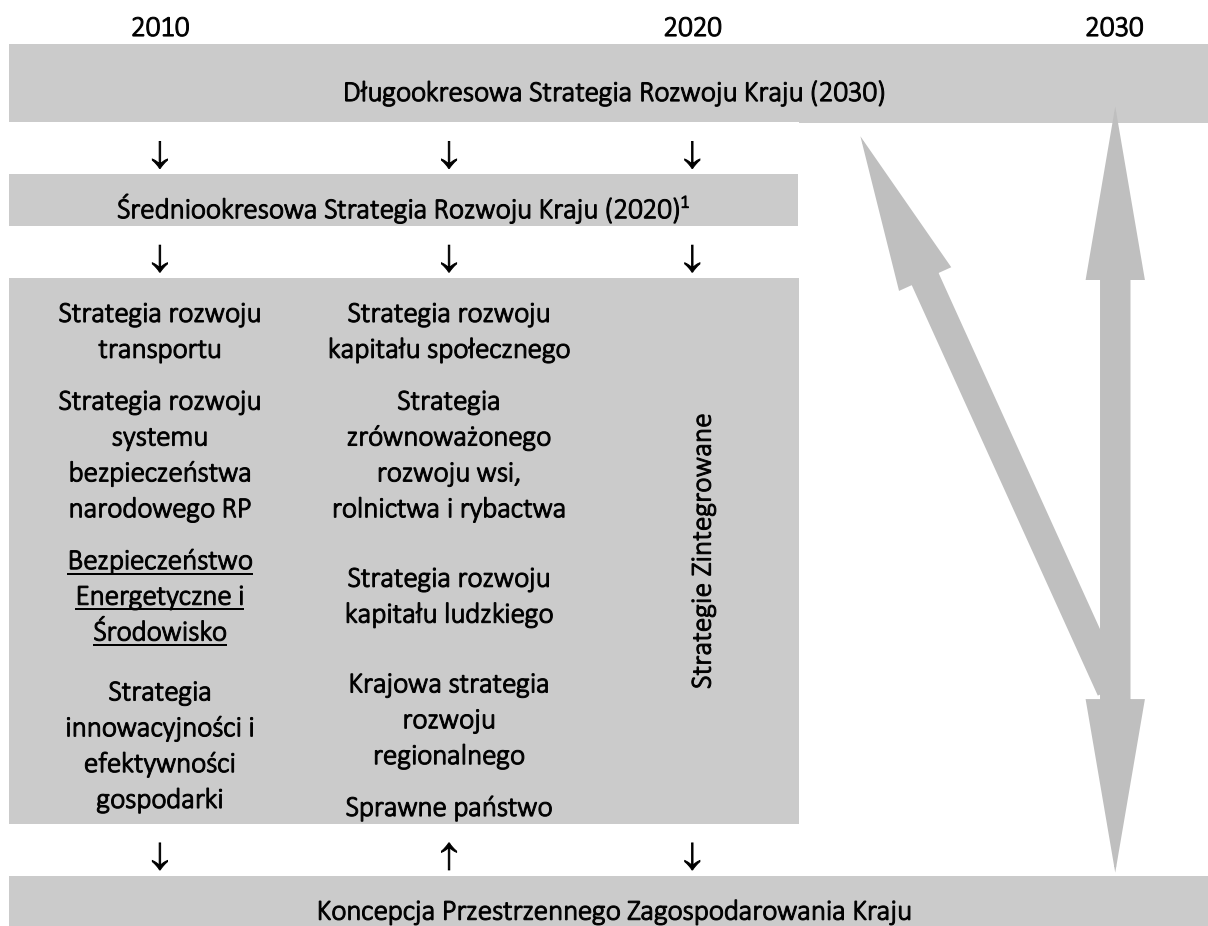 2010 2020 2030
Długookresowa Strategia Rozwoju Kraju (2030)
↓ ↓ ↓
Średniookresowa Strategia Rozwoju Kraju (2020)¹
↓ ↓ ↓
Strategia rozwoju
transportu
Strategia rozwoju
systemu
bezpieczeństwa
narodowego RP
Bezpieczeństwo
Energetyczne i
Środowisko
Strategia
innowacyjności i
efektywności
gospodarki
Strategia rozwoju
kapitału społecznego
Strategia
zrównoważonego
rozwoju wsi,
rolnictwa i rybactwa
Strategia rozwoju
kapitału ludzkiego
Krajowa strategia
rozwoju
regionalnego
Sprawne państwo
Strategie Zintegrowane
↓ ↑ ↓
Koncepcja Przestrzennego Zagospodarowania Kraju